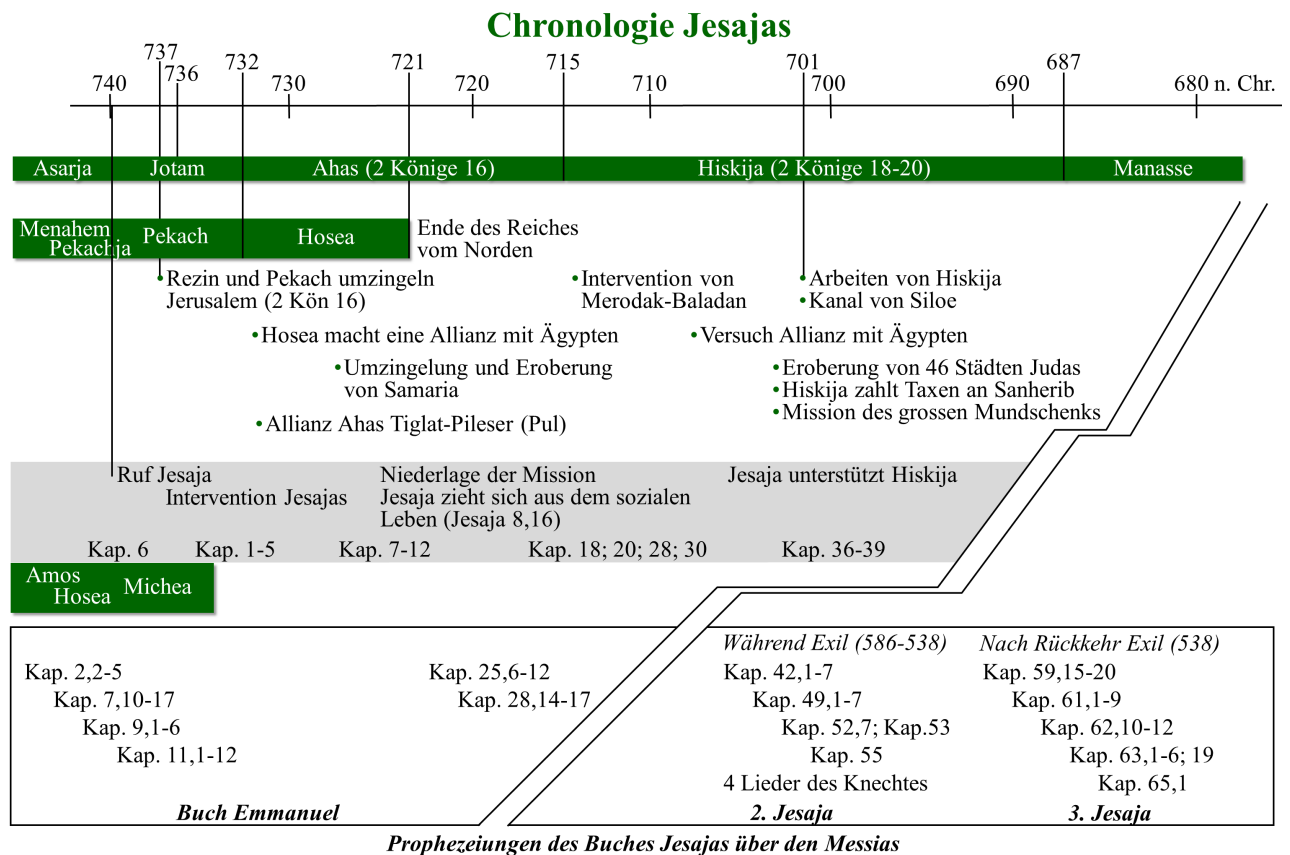 Chronologie Jesajas
737 736 732 721 715 701 687
740 730 720 710 700 690 680 n. Chr.
Asarja Jotam Ahas (2 Könige 16) Hiskija (2 Könige 18-20) Manasse
Menahem
Pekachja
Pekach
Hosea
Ende des Reiches
vom Norden
Rezin und Pekach umzingeln
Jerusalem (2 Kön 16)
Intervention von
Merodak-Baladan
Arbeiten von Hiskija
Kanal von Siloe
Hosea macht eine Allianz mit Ägypten
Versuch Allianz mit Ägypten
Umzingelung und Eroberung
von Samaria
Eroberung von 46 Städten Judas
Hiskija zahlt Taxen an Sanherib
Mission des grossen Mundschenks
Allianz Ahas Tiglat-Pileser (Pul)
Ruf Jesaja
Intervention Jesajas
Niederlage der Mission
Jesaja zieht sich aus dem sozialen
Leben (Jesaja 8,16)
Jesaja unterstützt Hiskija
Kap. 6 Kap. 1-5 Kap. 7-12 Kap. 18; 20; 28; 30 Kap. 36-39
Amos
Hosea
Michea
Kap. 2,2-5
Kap. 7,10-17
Kap. 9,1-6
Kap. 11,1-12
Kap. 25,6-12
Kap. 28,14-17
Buch Emmanuel
Während Exil (586-538)
Kap. 42,1-7
Kap. 49,1-7
Kap. 52,7; Kap.53
Kap. 55
4 Lieder des Knechtes
2. Jesaja
Nach Rückkehr Exil (538)
Kap. 59,15-20
Kap. 61,1-9
Kap. 62,10-12
Kap. 63,1-6; 19
Kap. 65,1
3. Jesaja
Prophezeiungen des Buches Jesajas über den Messias